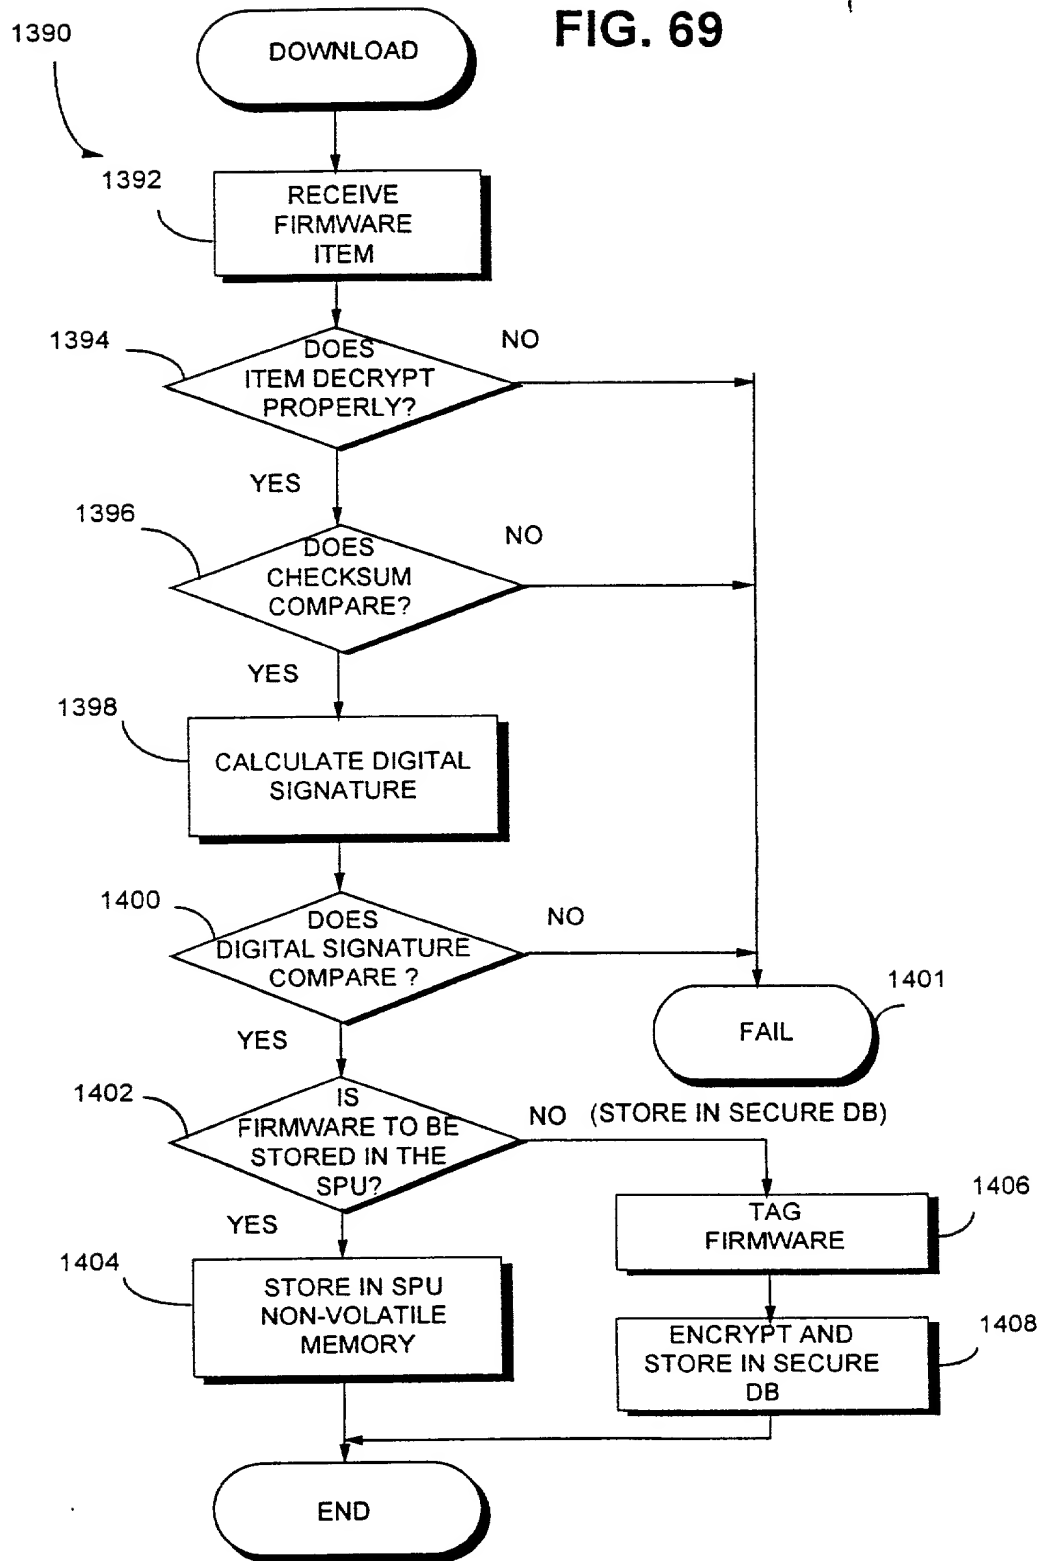 FIG. 69
1390
DOWNLOAD
1392
RECEIVE
FIRMWARE
ITEM
1394
DOES
ITEM DECRYPT
PROPERLY?
NO
YES
1396
DOES
CHECKSUM
COMPARE?
NO
YES
1398
CALCULATE DIGITAL
SIGNATURE
1400
DOES
DIGITAL SIGNATURE
COMPARE ?
NO
YES
1401
FAIL
1402
IS
FIRMWARE TO BE
STORED IN THE
SPU?
NO (STORE IN SECURE DB)
YES
1404
STORE IN SPU
NON-VOLATILE
MEMORY
1406
TAG
FIRMWARE
1408
ENCRYPT AND
STORE IN SECURE
DB
END